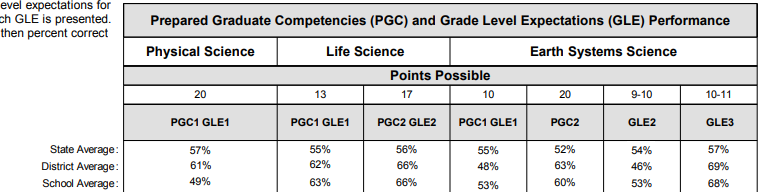 evel expectations for
ch GLE is presented.
then percent correct
Prepared Graduate Competencies (PGC) and Grade Level Expectations (GLE) Performance
Physical Science Life Science Earth Systems Science
Points Possible
20 13 17 10 20 9-10 10-11
PGC1 GLE1 PGC1 GLE1 PGC2 GLE2 PGC1 GLE1 PGC2 GLE2 GLE3
State Average: 57% 55% 56% 55% 52% 54% 57%
District Average: 61% 62% 66% 48% 63% 46% 69%
School Average: 49% 63% 66% 53% 60% 53% 68%